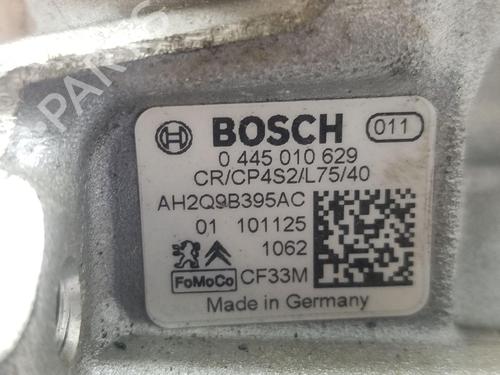 BOSCH 011
0 445 010 629
CR/CP4S2/L75/40
AH2Q9B395AC
01 101125
1062
FoMoCo CF33M
Made in Germany